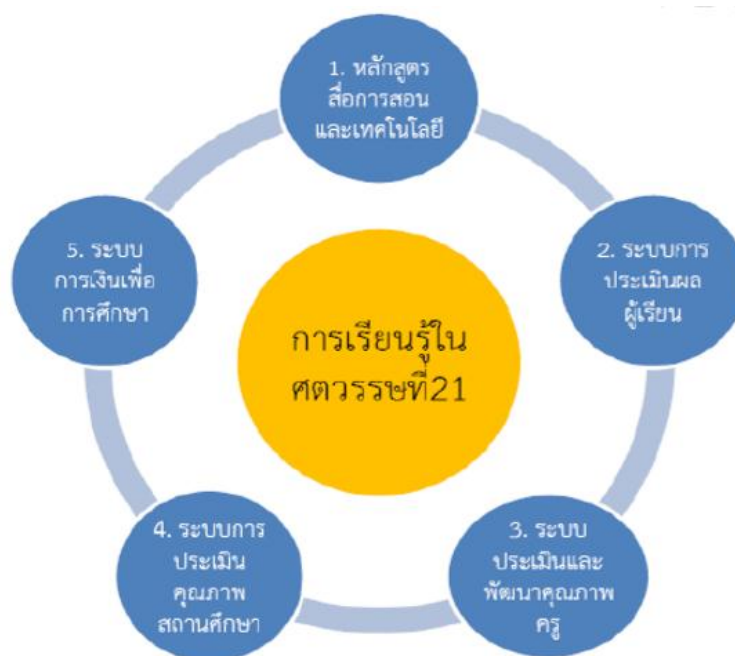 1. หลักสูตร
สื่อการสอน
และเทคโนโลยี
2. ระบบการ
ประเมินผล
ผู้เรียน
3. ระบบ
ประเมินและ
พัฒนาคุณภาพ
ครู
4. ระบบการ
ประเมิน
คุณภาพ
สถานศึกษา
5. ระบบ
การเงินเพื่อ
การศึกษา
การเรียนรู้ใน
ศตวรรษที่21